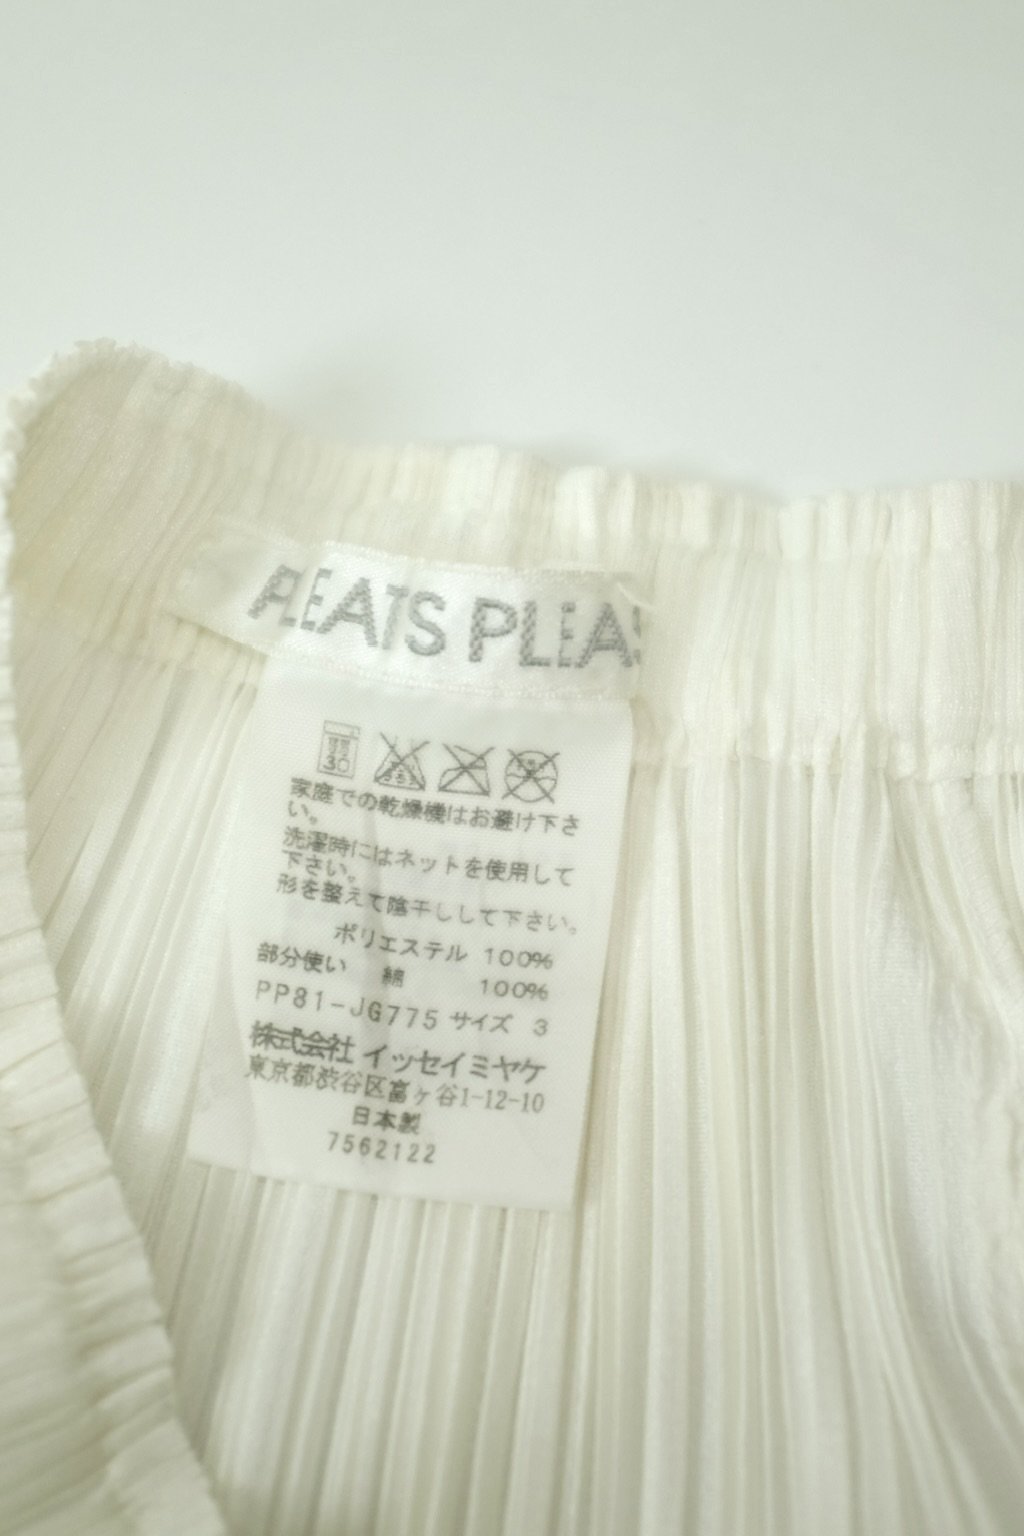 PLEATS PLEAS
30
家庭での乾燥機はお避け下さ
い。
洗濯時にはネットを使用して
下さい。
形を整えて陰干しして下さい。
ポリエステル 100%
部分使い 綿 100%
PP81-JG775 サイズ 3
株式会社 イッセイミヤケ
東京都渋谷区富ヶ谷1-12-10
日本製
7562122